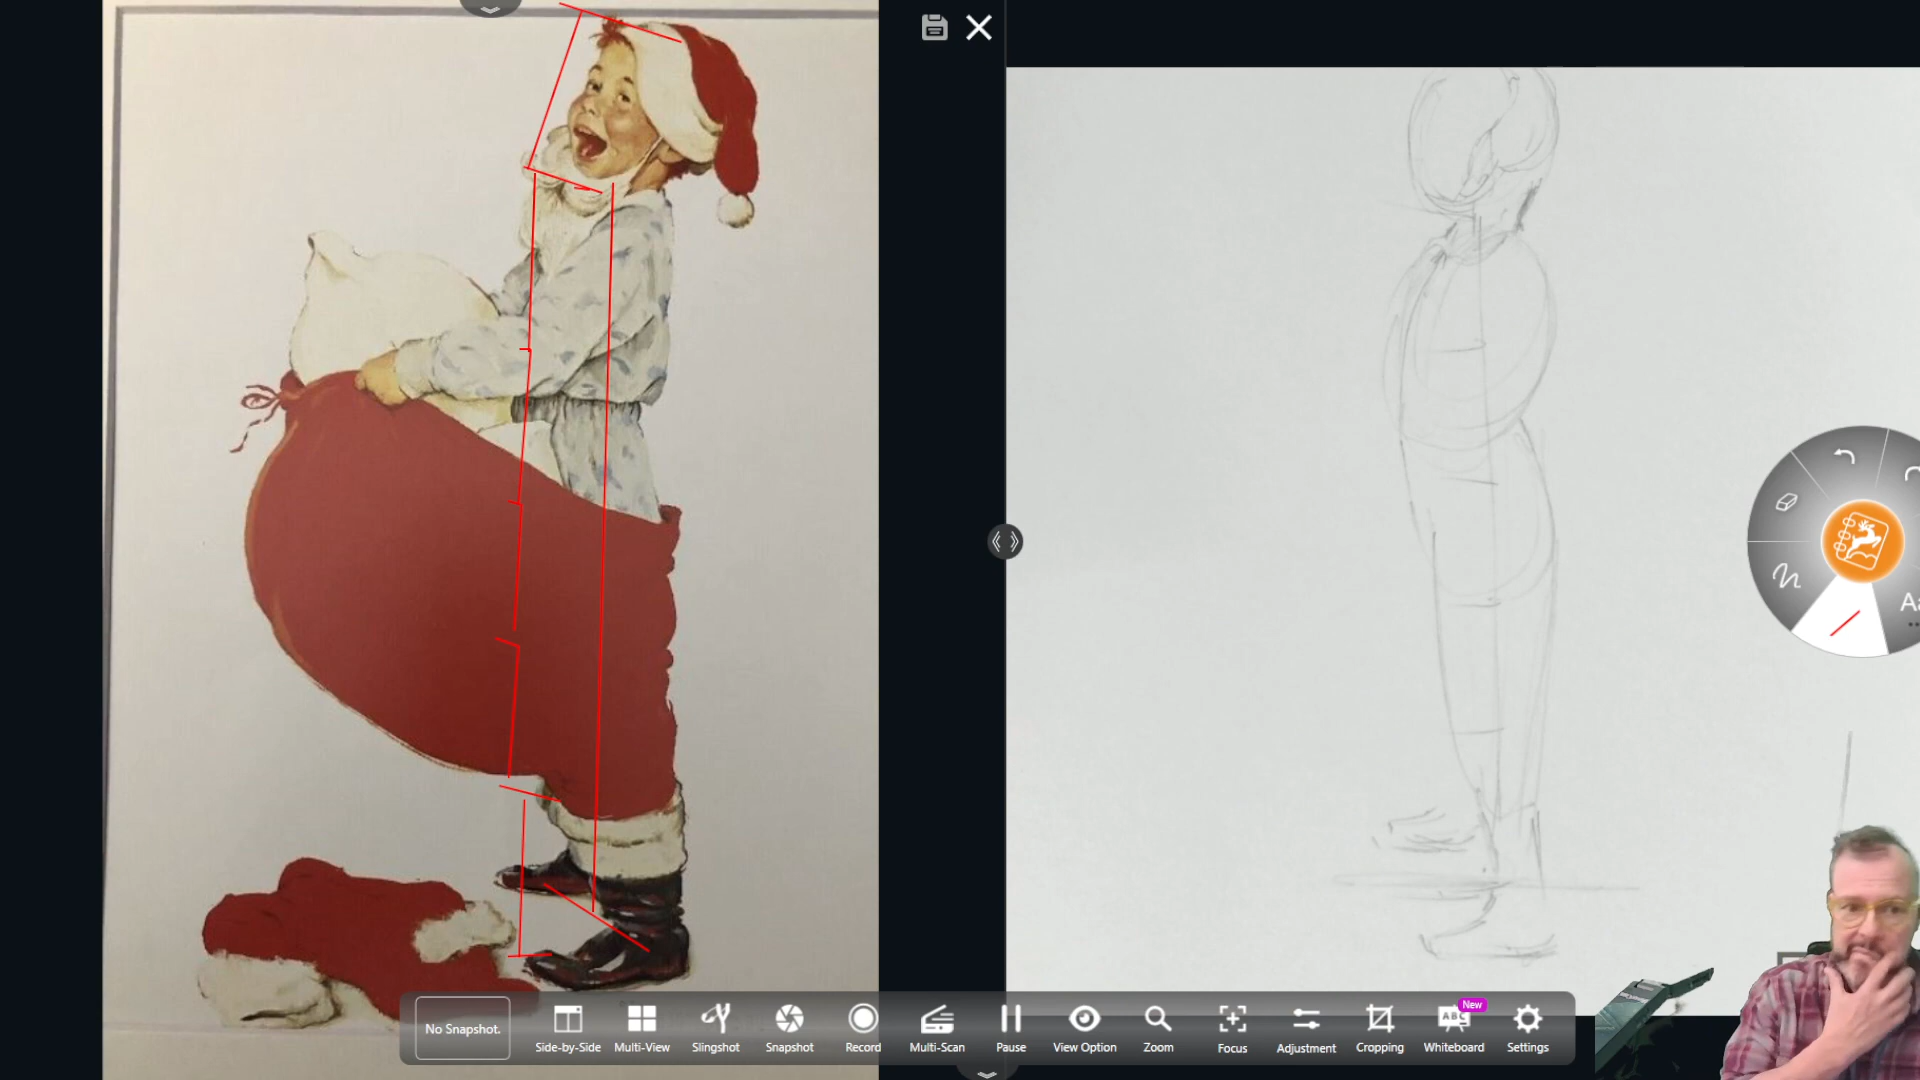 No Snapshot.
Side-by-Side
Multi-View
Slingshot
Snapshot
Record
Multi-Scan
Pause
View Option
Zoom
Focus
Adjustment
Cropping
New
ABC
Whiteboard
Settings